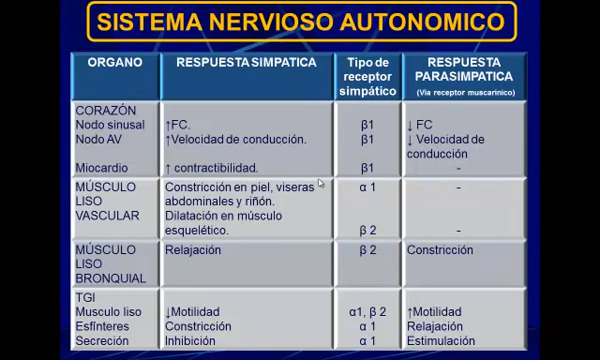 SISTEMA NERVIOSO AUTONOMICO
ORGANO
RESPUESTA SIMPATICA
Tipo de
receptor
simpático
RESPUESTA
PARASIMPATICA
(Via receptor muscarínico)
CORAZÓN
Nodo sinusal ↑FC. β1 ↓ FC
Nodo AV ↑Velocidad de conducción. β1 ↓ Velocidad de
conducción
Miocardio ↑ contractibilidad. β1 -
MÚSCULO Constricción en piel, viseras α 1 -
LISO abdominales y riñón.
VASCULAR Dilatación en músculo
esquelético. β 2 -
MÚSCULO Relajación β 2 Constricción
LISO
BRONQUIAL
TGI
Musculo liso ↓Motilidad α1, β 2 ↑Motilidad
Esfínteres Constricción α 1 Relajación
Secreción Inhibición α 1 Estimulación